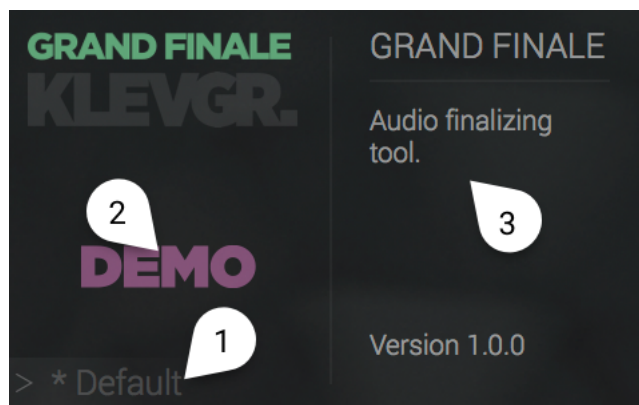 GRAND FINALE
KLEVGR.
2
DEMO
1
> * Default
GRAND FINALE
Audio finalizing
tool.
3
Version 1.0.0